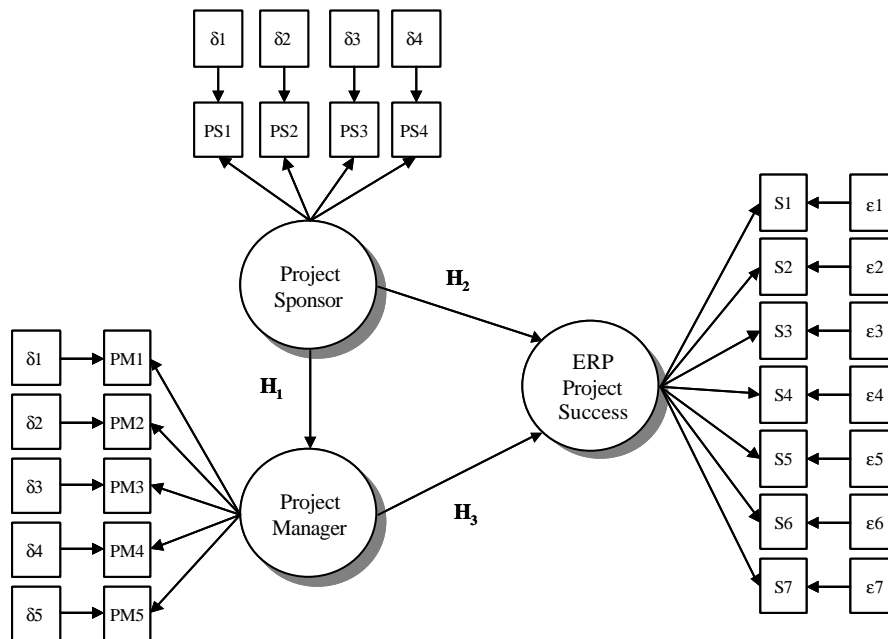 δ1 δ2 δ3 δ4
PS1 PS2 PS3 PS4
Project
Sponsor
H2
H1
δ1 PM1
δ2 PM2
δ3 PM3
δ4 PM4
δ5 PM5
Project
Manager
H3
ERP
Project
Success
S1 ε1
S2 ε2
S3 ε3
S4 ε4
S5 ε5
S6 ε6
S7 ε7